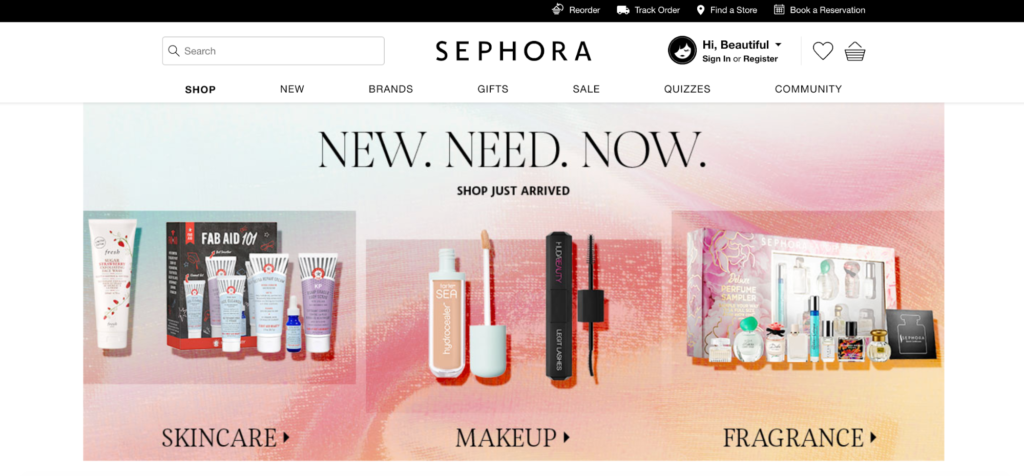 Reorder
Track Order
Find a Store
Book a Reservation
Search
SEPHORA
Hi, Beautiful
Sign In or Register
SHOP
NEW
BRANDS
GIFTS
SALE
QUIZZES
COMMUNITY
NEW. NEED. NOW.
SHOP JUST ARRIVED
fresh
FAB AID 101
tarte
SEA
hydrocealer
HUDABEAUTY
LEGIT LASHES
SEPHORA
PERFUME
SAMPLER
SEPHORA
SKINCARE
MAKEUP
FRAGRANCE